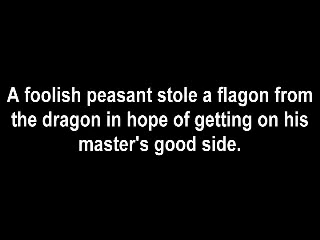 A foolish peasant stole a flagon from
the dragon in hope of getting on his
master's good side.